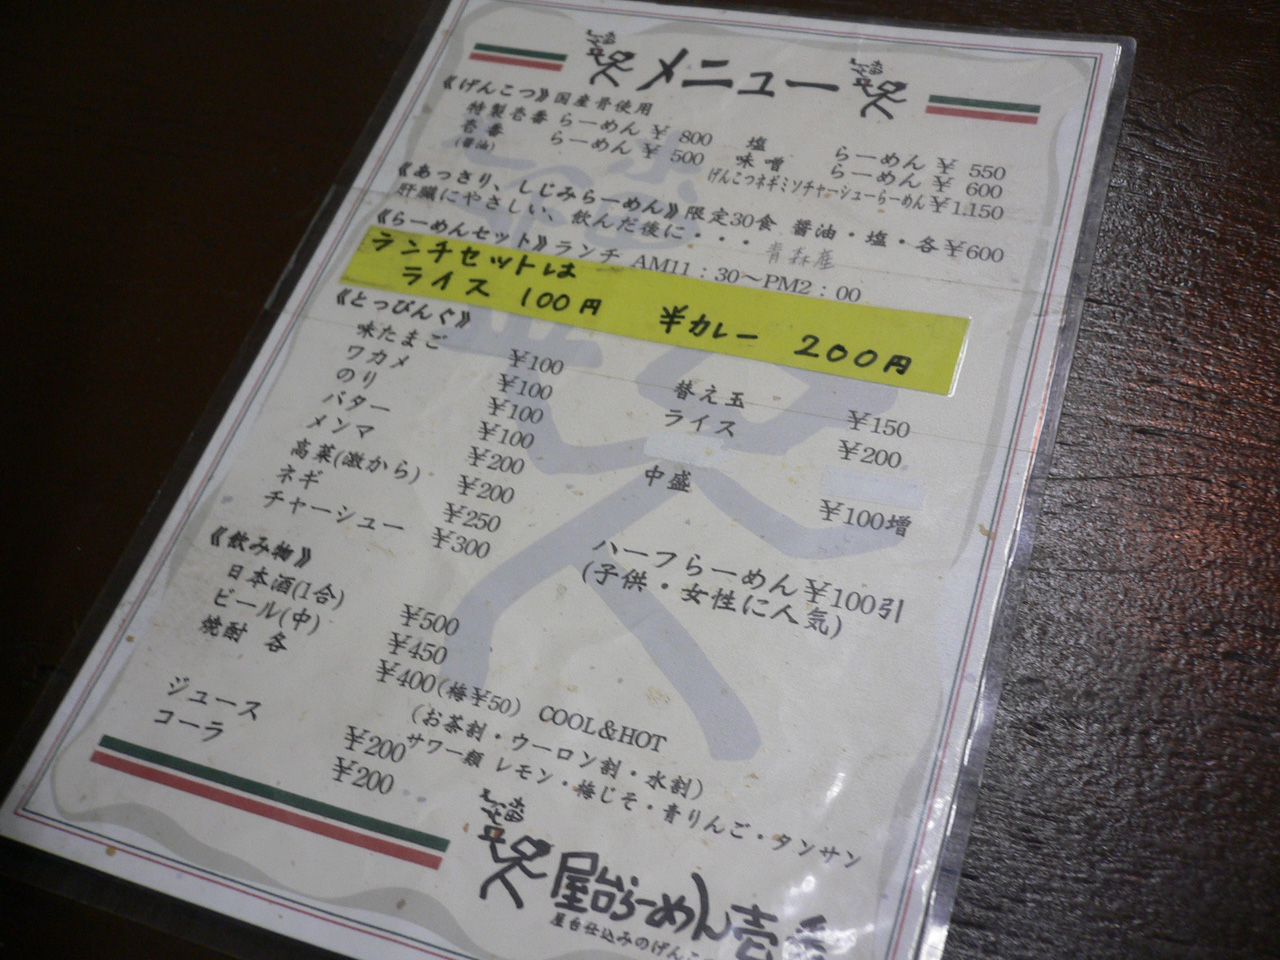 メニュー
《げんこつ》国産骨使用
特製壱番 らーめん ¥ 800 塩 らーめん ¥ 550
壱番 らーめん ¥ 500 味噌 らーめん ¥ 600
(醤油) げんこつネギミソチャーシューらーめん¥1.150
《あっさり、しじみらーめん》限定30食 醤油・塩・各¥600
肝臓にやさしい、飲んだ後に・・・ 青森産
《らーめんセット》ランチ AM11：30～PM2：00
ランチセットは
ライス 100円 半カレー 200円
《とっぴんぐ》
味たまご ¥100 替え玉 ¥150
ワカメ ¥100 ライス ¥200
のり ¥100
バター ¥100 中盛 ¥100増
メンマ ¥200
高菜(激から) ¥200 ハーフらーめん ¥100引
ネギ ¥250 (子供・女性に人気)
チャーシュー ¥300
《飲み物》
日本酒(1合) ¥500
ビール(中) ¥450
焼酎 各 ¥400(梅¥50) COOL&HOT
(お茶割・ウーロン割・水割)
ジュース ¥200 サワー類 レモン・梅じそ・青りんご・タンサン
コーラ ¥200
屋台らーめん壱番
屋台仕込みのげんこ